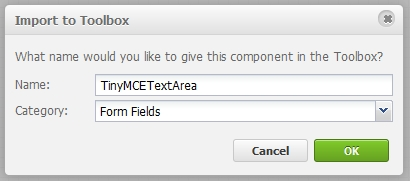 Import to Toolbox
What name would you like to give this component in the Toolbox?
Name: TinyMCETextArea
Category: Form Fields
Cancel OK